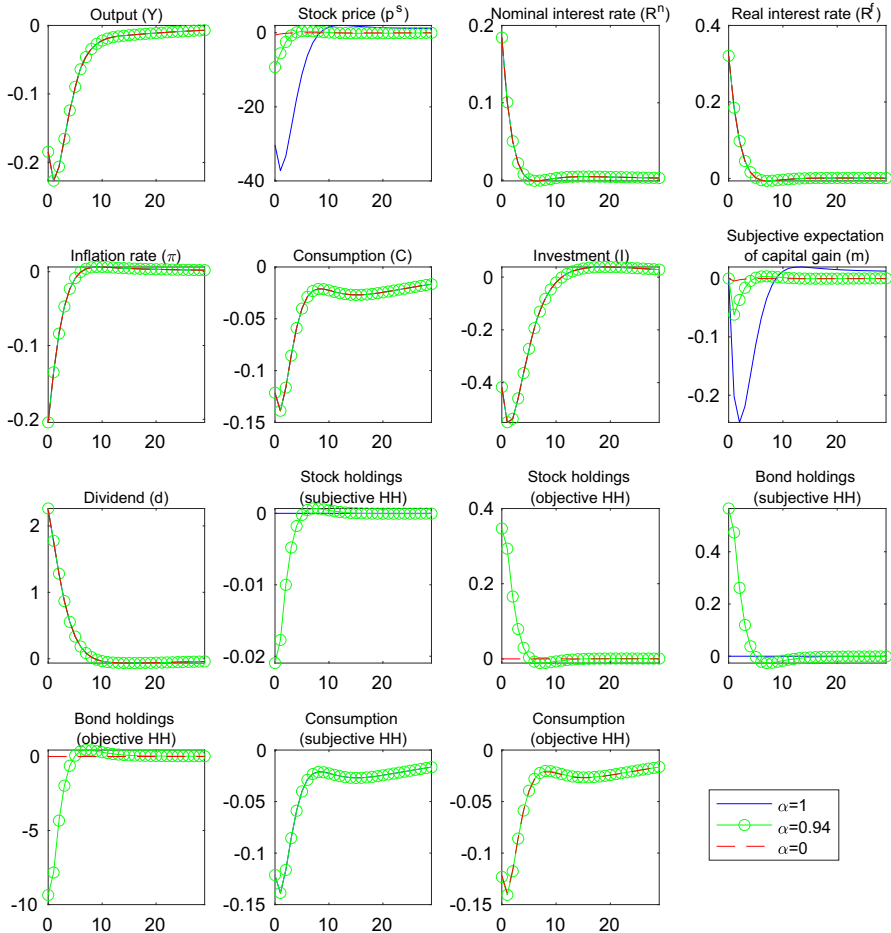 Output (Y)
0
-0.1
-0.2
0 10 20
Stock price (pˢ)
0
-20
-40
0 10 20
Nominal interest rate (Rⁿ)
0.2
0.1
0
0 10 20
Real interest rate (Rᶠ)
0.4
0.2
0
0 10 20
Inflation rate (π)
0
-0.1
-0.2
0 10 20
Consumption (C)
0
-0.05
-0.1
-0.15
0 10 20
Investment (I)
0
-0.2
-0.4
0 10 20
Subjective expectation
of capital gain (m)
0
-0.1
-0.2
0 10 20
Dividend (d)
2
1
0
0 10 20
Stock holdings
(subjective HH)
0
-0.01
-0.02
0 10 20
Stock holdings
(objective HH)
0.4
0.2
0
0 10 20
Bond holdings
(subjective HH)
0.4
0.2
0
0 10 20
Bond holdings
(objective HH)
0
-5
-10
0 10 20
Consumption
(subjective HH)
0
-0.05
-0.1
-0.15
0 10 20
Consumption
(objective HH)
0
-0.05
-0.1
-0.15
0 10 20
α=1
α=0.94
α=0